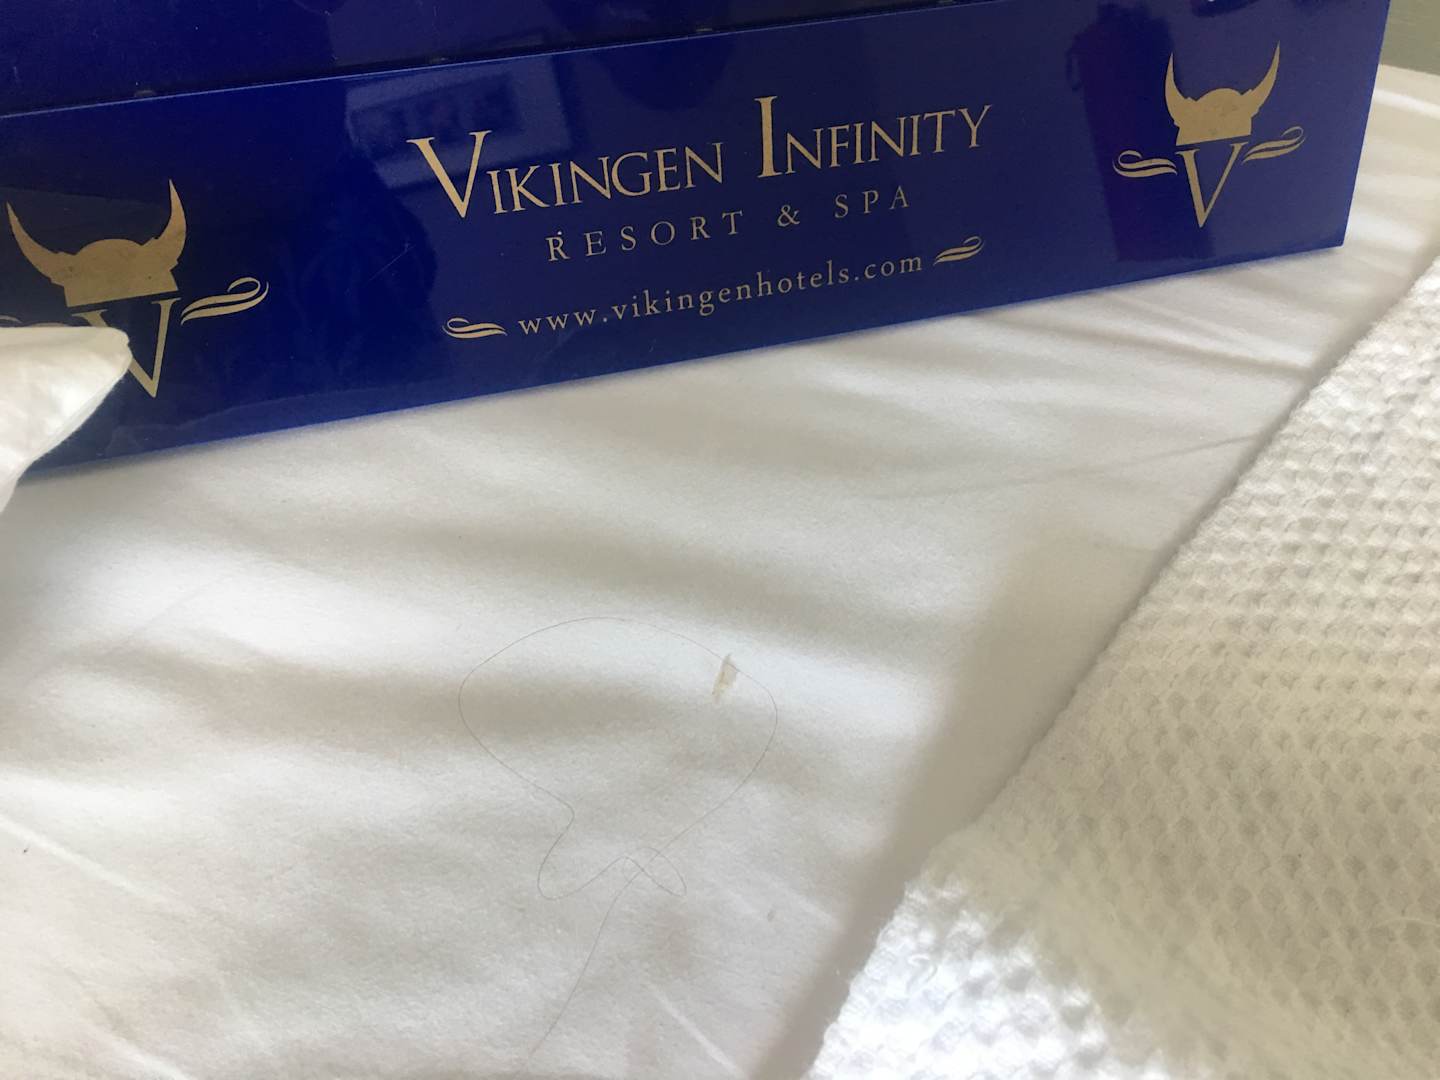 VIKINGEN INFINITY
RESORT & SPA
www.vikingenhotels.com
V
V